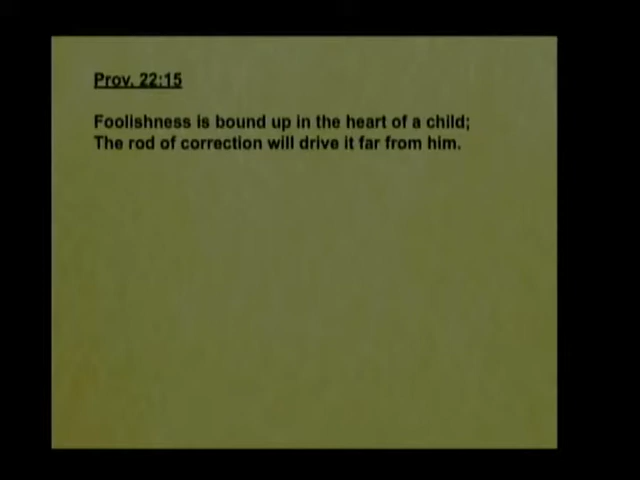 Prov. 22:15
Foolishness is bound up in the heart of a child;
The rod of correction will drive it far from him.